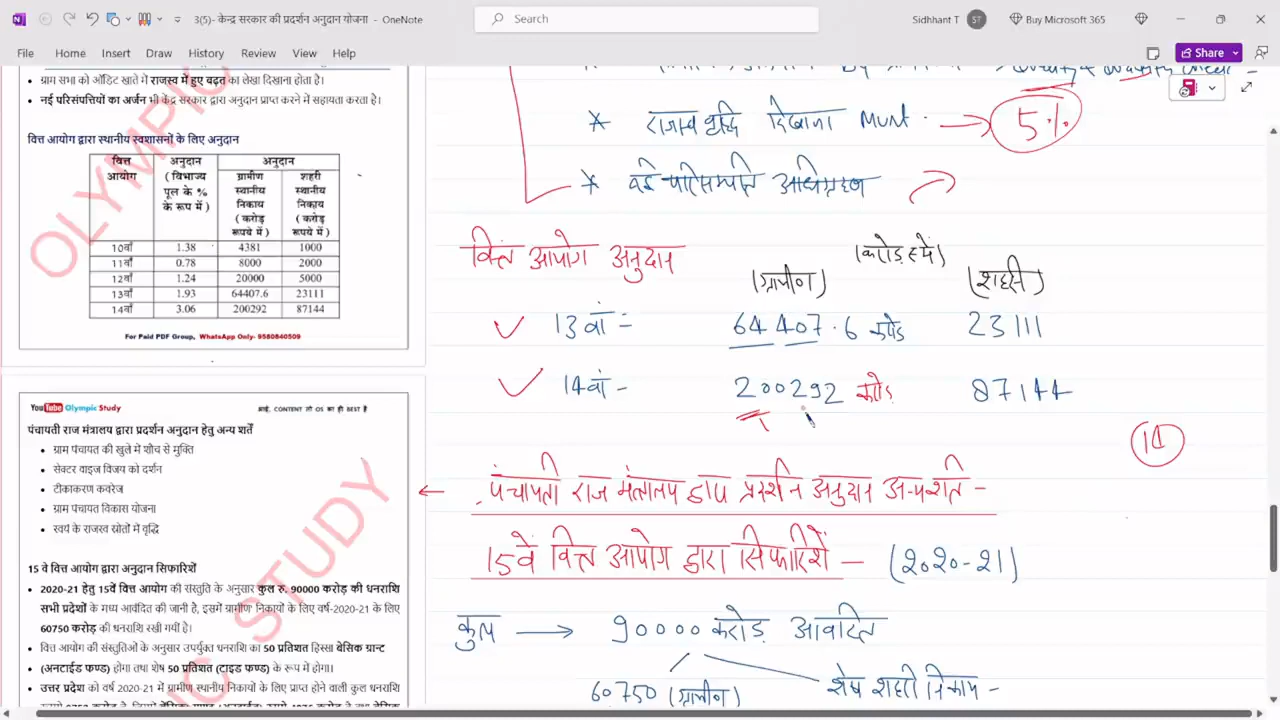 3(5)- केन्द्र सरकार की प्रदर्शन अनुदान योजना - OneNote
Search
Sidhhant T
ST
Buy Microsoft 365
File Home Insert Draw History Review View Help
Share
ग्राम सभा को ऑडिट खाते में राजस्व में हुए बढ़त का लेखा दिखाना होता है।
नई परिसंपत्तियों का अर्जन भी केंद्र सरकार द्वारा अनुदान प्राप्त करने में सहायता करता है।
वित्त आयोग द्वारा स्थानीय स्वशासनों के लिए अनुदान
वित्त आयोग अनुदान (विभाज्य पूल के % के रूप में) अनुदान
ग्रामीण स्थानीय निकाय (करोड़ रूपये में) शहरी स्थानीय निकाय (करोड़ रूपये में)
10वाँ 1.38 4381 1000
11वाँ 0.78 8000 2000
12वाँ 1.24 20000 5000
13वाँ 1.93 64407.6 23111
14वाँ 3.06 200292 87144
For Paid PDF Group, WhatsApp Only- 9580840509
OLYMPIC
YouTube Olympic Study
भाई, CONTENT तो OS का ही BEST है
पंचायती राज मंत्रालय द्वारा प्रदर्शन अनुदान हेतु अन्य शर्तें
ग्राम पंचायत की खुले में शौच से मुक्ति
सेक्टर वाइज विजय को दर्शन
टीकाकरण कवरेज
ग्राम पंचायत विकास योजना
स्वयं के राजस्व स्रोतों में वृद्धि
15 वे वित्त आयोग द्वारा अनुदान सिफारिशें
2020-21 हेतु 15वें वित्त आयोग की संस्तुति के अनुसार कुल रु. 90000 करोड़ की धनराशि
सभी प्रदेशों के मध्य आवंटित की जानी है, इसमें ग्रामीण निकायों के लिए वर्ष-2020-21 के लिए
60750 करोड़ की धनराशि रखी गयी है।
वित्त आयोग की संस्तुतिओं के अनुसार उपर्युक्त धनराशि का 50 प्रतिशत हिस्सा बेसिक ग्रान्ट
(अनटाईड फण्ड) होगा तथा शेष 50 प्रतिशत (टाइड फण्ड) के रूप में होगा।
उत्तर प्रदेश को वर्ष 2020-21 में ग्रामीण स्थानीय निकायों के लिए प्राप्त होने वाली कुल धनराशि
STUDY
* राजस्व वृद्धि दिखाना Must → 5%
* नई परिसम्पत्ति अधिग्रहण
वित्त आयोग अनुदान (करोड़ रु में)
(ग्रामीण) (शहरी)
13 वां = 64407.6 करोड़ 23111
14 वां - 200292 करोड़ 87144
14
← पंचायती राज मंत्रालय द्वारा प्रदर्शन अनुदान अन्य शर्ते -
15वें वित्त आयोग द्वारा सिफारिशें - (2020-21)
कुल → 90000 करोड़ आवंटित
60750 (ग्रामीण) शेष शहरी निकाय -